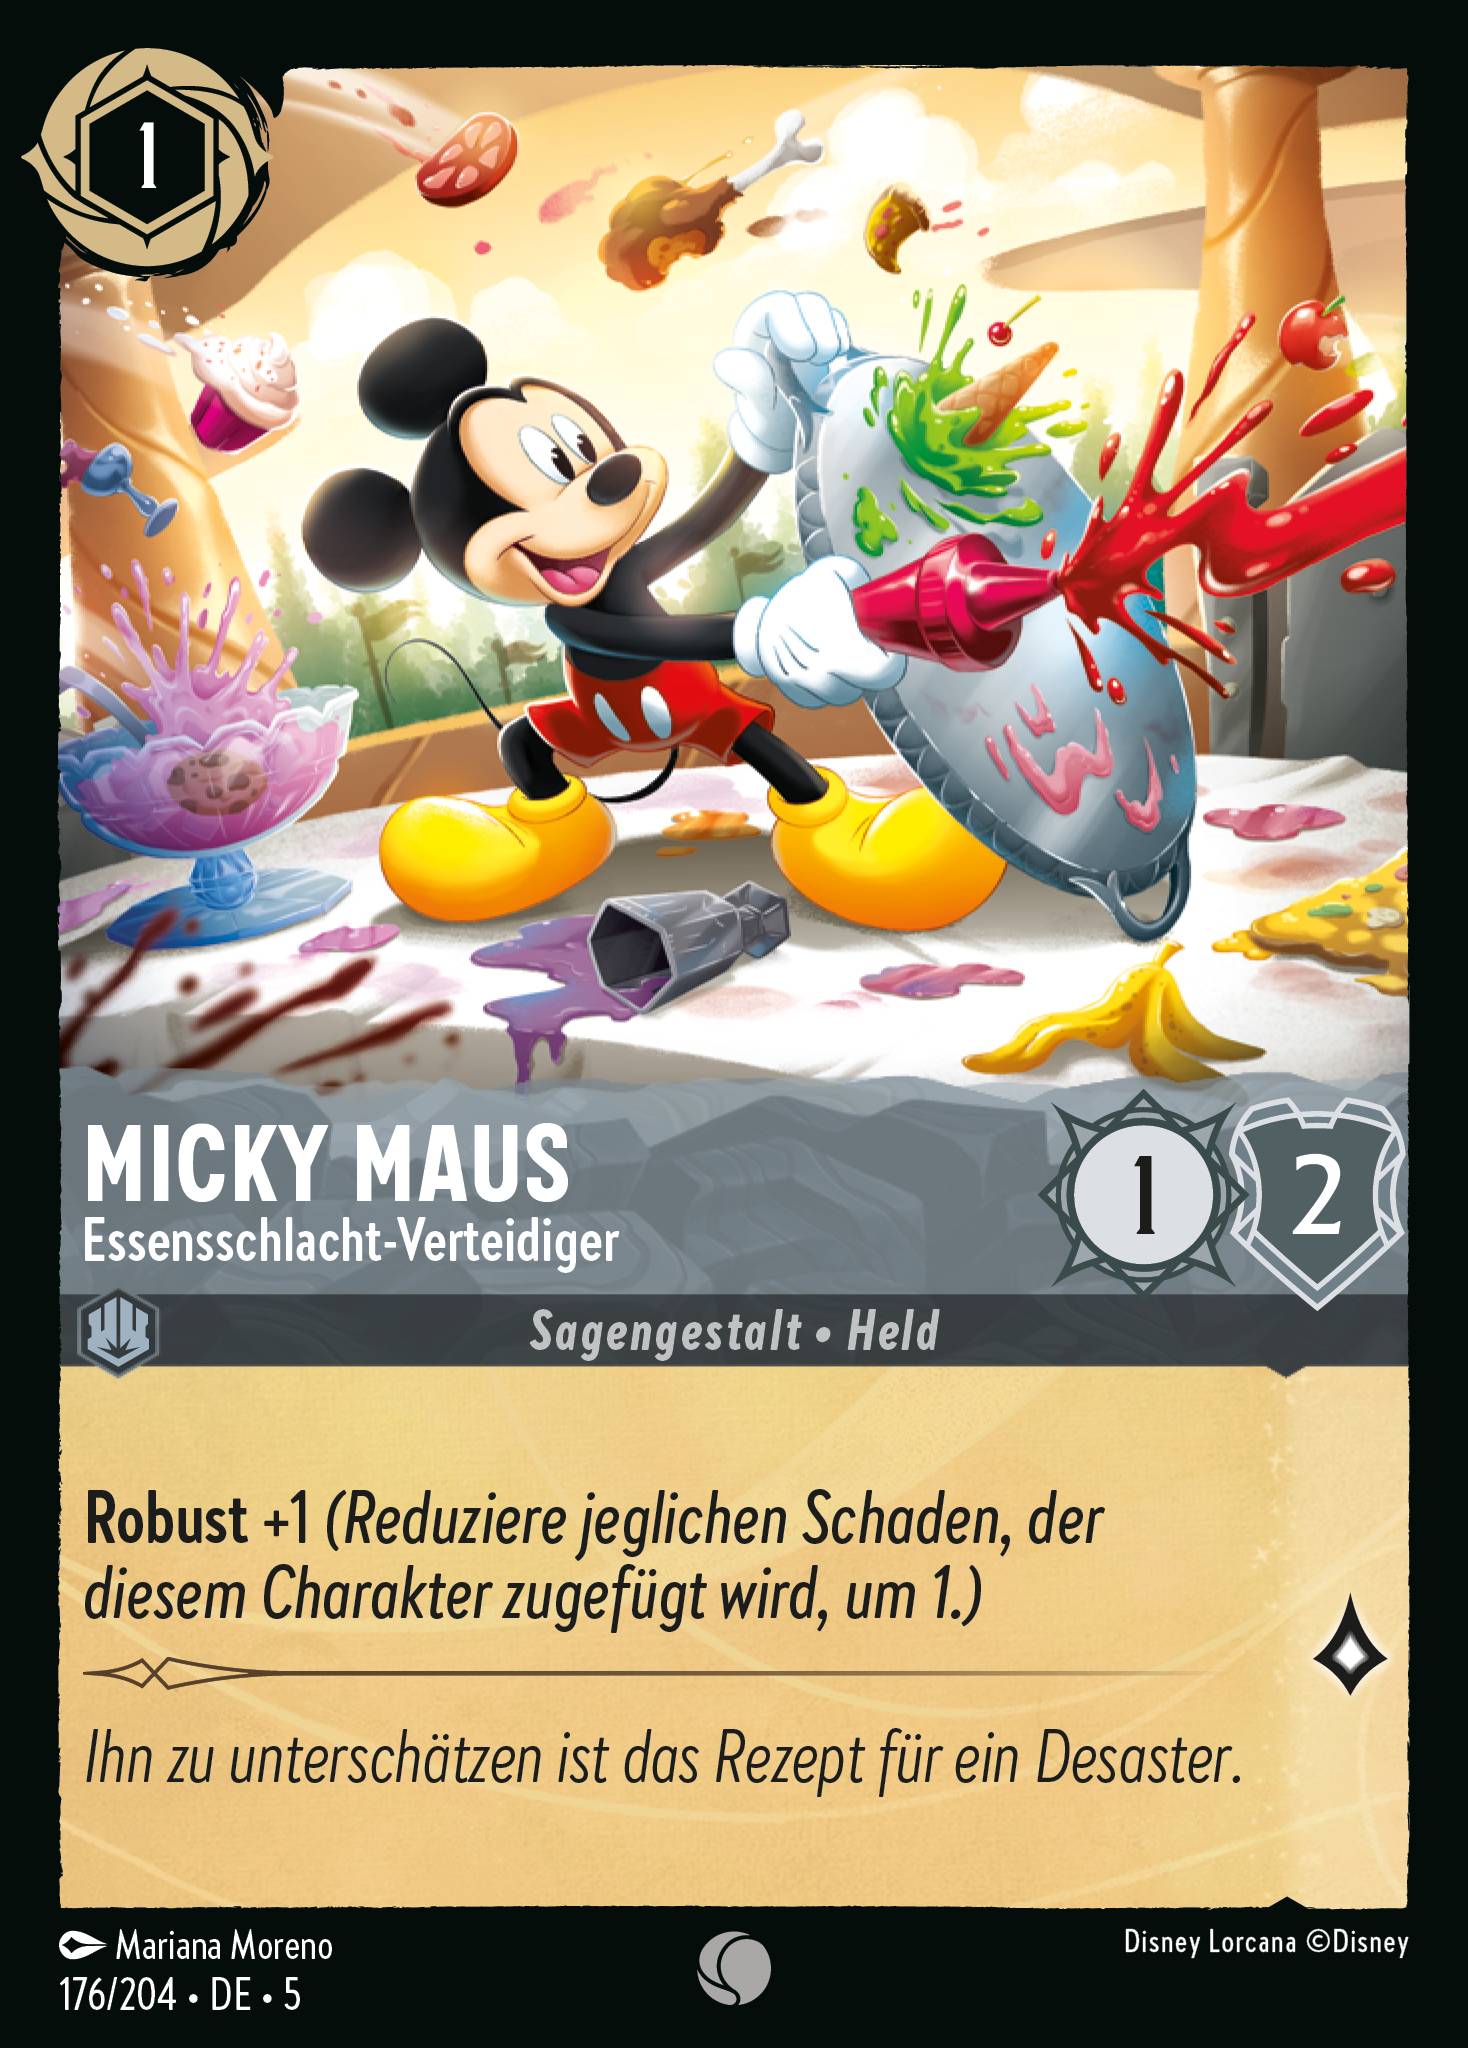 1
MICKY MAUS
Essensschlacht-Verteidiger
1
2
Sagengestalt • Held
Robust +1 (Reduziere jeglichen Schaden, der
diesem Charakter zugefügt wird, um 1.)
Ihn zu unterschätzen ist das Rezept für ein Desaster.
Mariana Moreno
Disney Lorcana ©Disney
176/204 • DE • 5